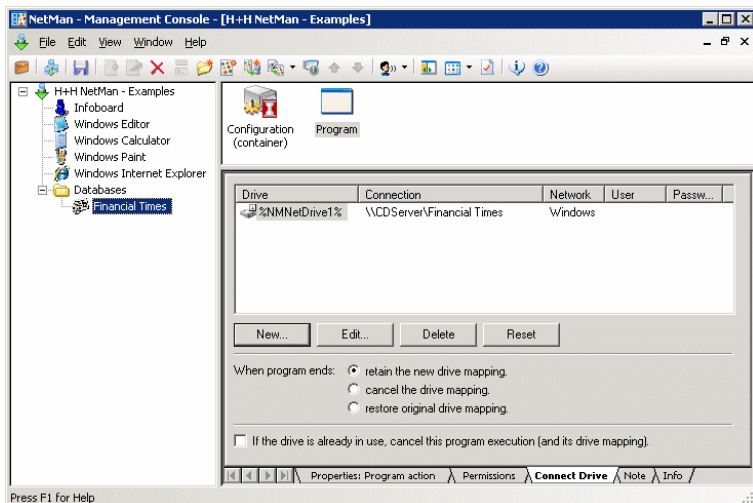 NetMan - Management Console - [H+H NetMan - Examples]
File Edit View Window Help
H+H NetMan - Examples
Infoboard
Windows Editor
Windows Calculator
Windows Paint
Windows Internet Explorer
Databases
Financial Times
Configuration
(container)
Program
Drive Connection Network User Passw...
%NMNetDrive1% \\CDServer\Financial Times Windows
New... Edit... Delete Reset
When program ends: retain the new drive mapping.
cancel the drive mapping.
restore original drive mapping.
If the drive is already in use, cancel this program execution (and its drive mapping).
Properties: Program action Permissions Connect Drive Note Info
Press F1 for Help